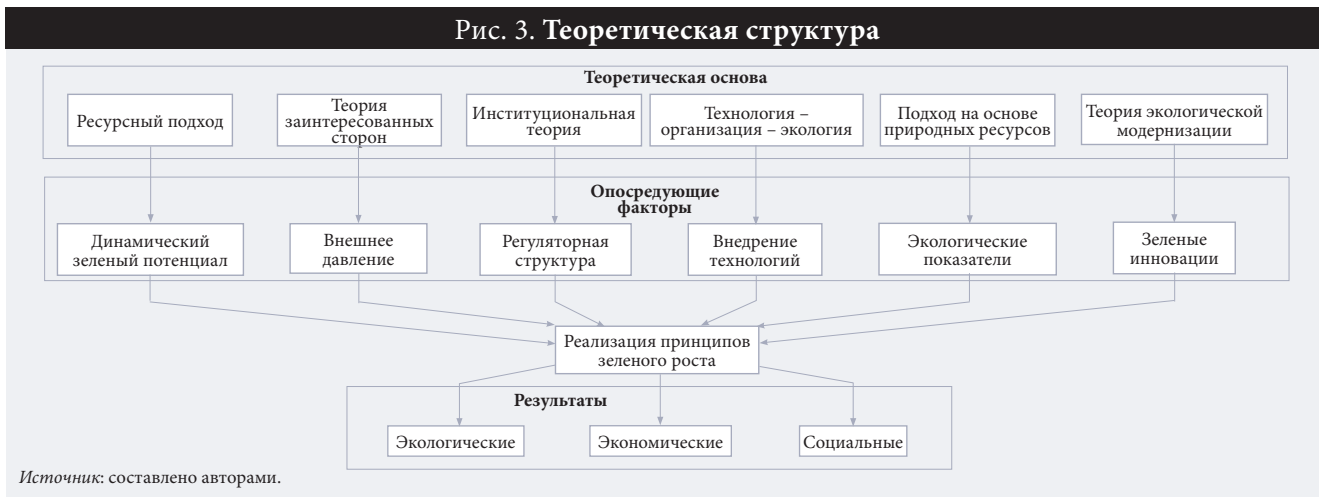 Рис. 3. Теоретическая структура
Теоретическая основа
Ресурсный подход
Теория
заинтересованных
сторон
Институциональная
теория
Технология –
организация – экология
Подход на основе
природных ресурсов
Теория экологической
модернизации
Опосредующие
факторы
Динамический
зеленый потенциал
Внешнее
давление
Регуляторная
структура
Внедрение
технологий
Экологические
показатели
Зеленые
инновации
Реализация принципов
зеленого роста
Результаты
Экологические
Экономические
Социальные
Источник: составлено авторами.